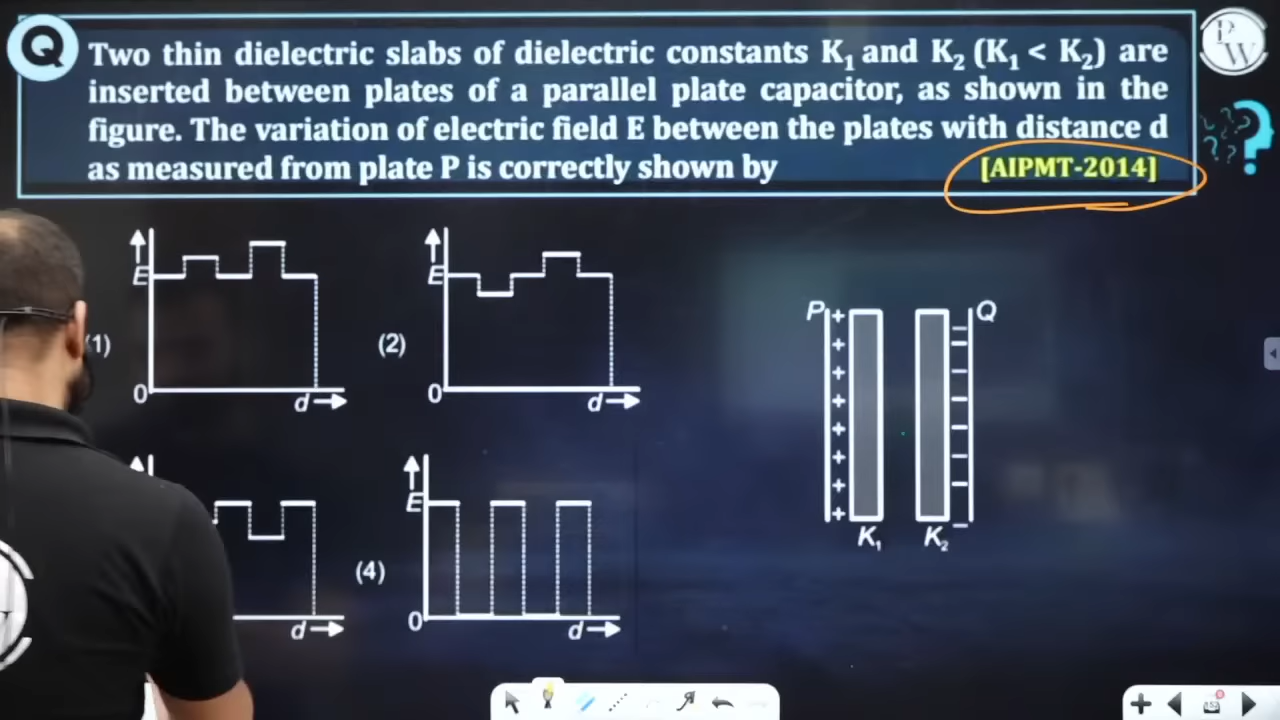 Q
Two thin dielectric slabs of dielectric constants K₁ and K₂ (K₁ < K₂) are
inserted between plates of a parallel plate capacitor, as shown in the
figure. The variation of electric field E between the plates with distance d
as measured from plate P is correctly shown by [AIPMT-2014]
P W
E
0
d
(1)
E
0
d
(2)
P
Q
K₁
K₂
d
E
0
d
(4)